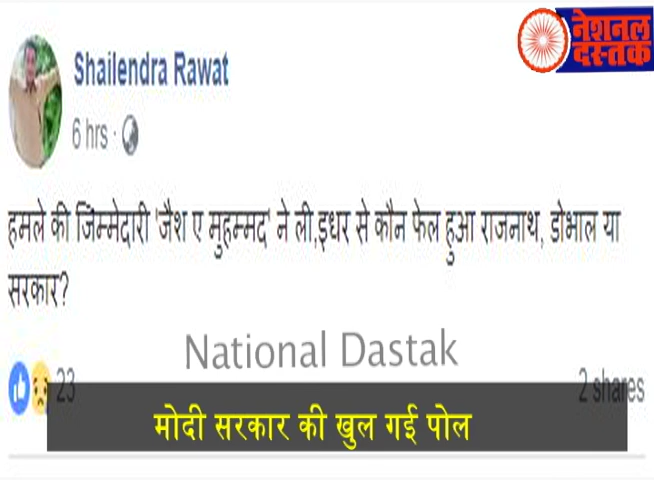 नेशनल
दस्तक
Shailendra Rawat
6 hrs ·
हमले की जिम्मेदारी 'जैश ए मुहम्मद' ने ली,इधर से कौन फेल हुआ राजनाथ, डोभाल या
सरकार?
National Dastak
23 2 shares
मोदी सरकार की खुल गई पोल